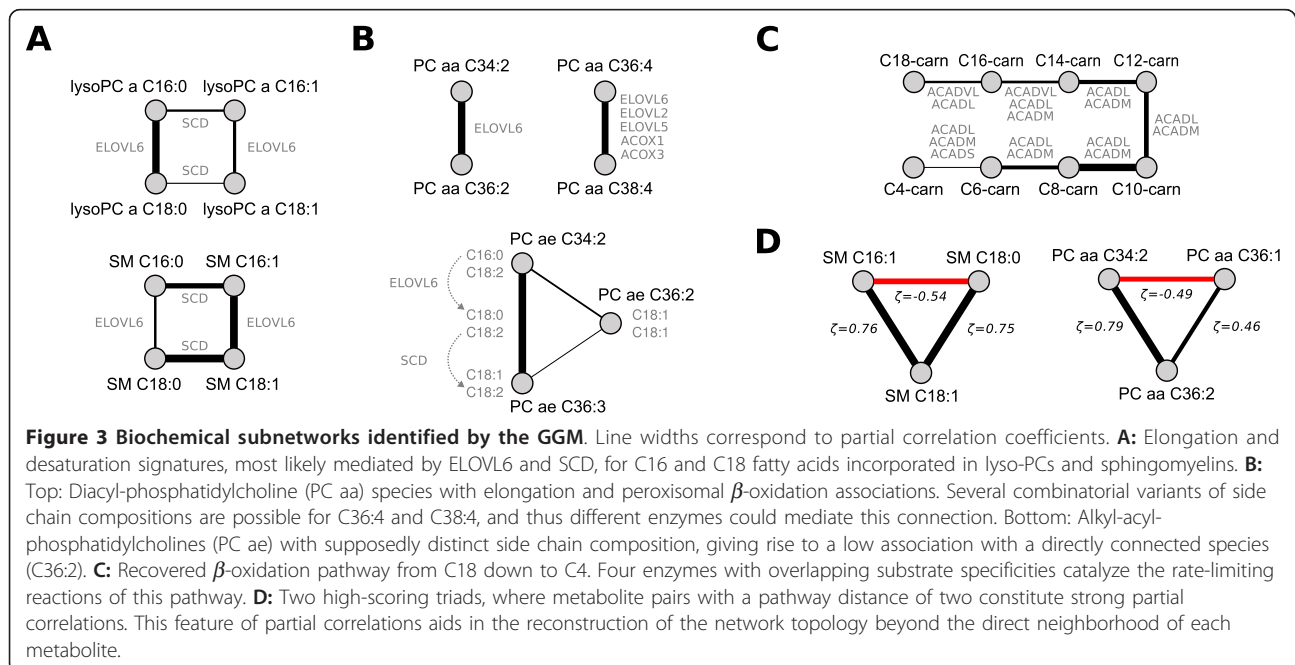 A
lysoPC a C16:0 lysoPC a C16:1
SCD
ELOVL6 ELOVL6
SCD
lysoPC a C18:0 lysoPC a C18:1
SM C16:0 SM C16:1
SCD
ELOVL6 ELOVL6
SCD
SM C18:0 SM C18:1
B
PC aa C34:2
ELOVL6
PC aa C36:2
PC aa C36:4
ELOVL6
ELOVL2
ELOVL5
ACOX1
ACOX3
PC aa C38:4
PC ae C34:2
C16:0
C18:2
ELOVL6
C18:0
C18:2
SCD
C18:1
C18:2
PC ae C36:3
PC ae C36:2
C18:1
C18:1
C
C18-carn C16-carn C14-carn C12-carn
ACADVL
ACADL
ACADVL
ACADL
ACADM
ACADL
ACADM
ACADL
ACADM
ACADL
ACADM
ACADS
ACADL
ACADM
ACADL
ACADM
C4-carn C6-carn C8-carn C10-carn
D
SM C16:1 SM C18:0
ζ=-0.54
ζ=0.76 ζ=0.75
SM C18:1
PC aa C34:2 PC aa C36:1
ζ=-0.49
ζ=0.79 ζ=0.46
PC aa C36:2
Figure 3 Biochemical subnetworks identified by the GGM. Line widths correspond to partial correlation coefficients. A: Elongation and
desaturation signatures, most likely mediated by ELOVL6 and SCD, for C16 and C18 fatty acids incorporated in lyso-PCs and sphingomyelins. B:
Top: Diacyl-phosphatidylcholine (PC aa) species with elongation and peroxisomal β-oxidation associations. Several combinatorial variants of side
chain compositions are possible for C36:4 and C38:4, and thus different enzymes could mediate this connection. Bottom: Alkyl-acyl-
phosphatidylcholines (PC ae) with supposedly distinct side chain composition, giving rise to a low association with a directly connected species
(C36:2). C: Recovered β-oxidation pathway from C18 down to C4. Four enzymes with overlapping substrate specificities catalyze the rate-limiting
reactions of this pathway. D: Two high-scoring triads, where metabolite pairs with a pathway distance of two constitute strong partial
correlations. This feature of partial correlations aids in the reconstruction of the network topology beyond the direct neighborhood of each
metabolite.